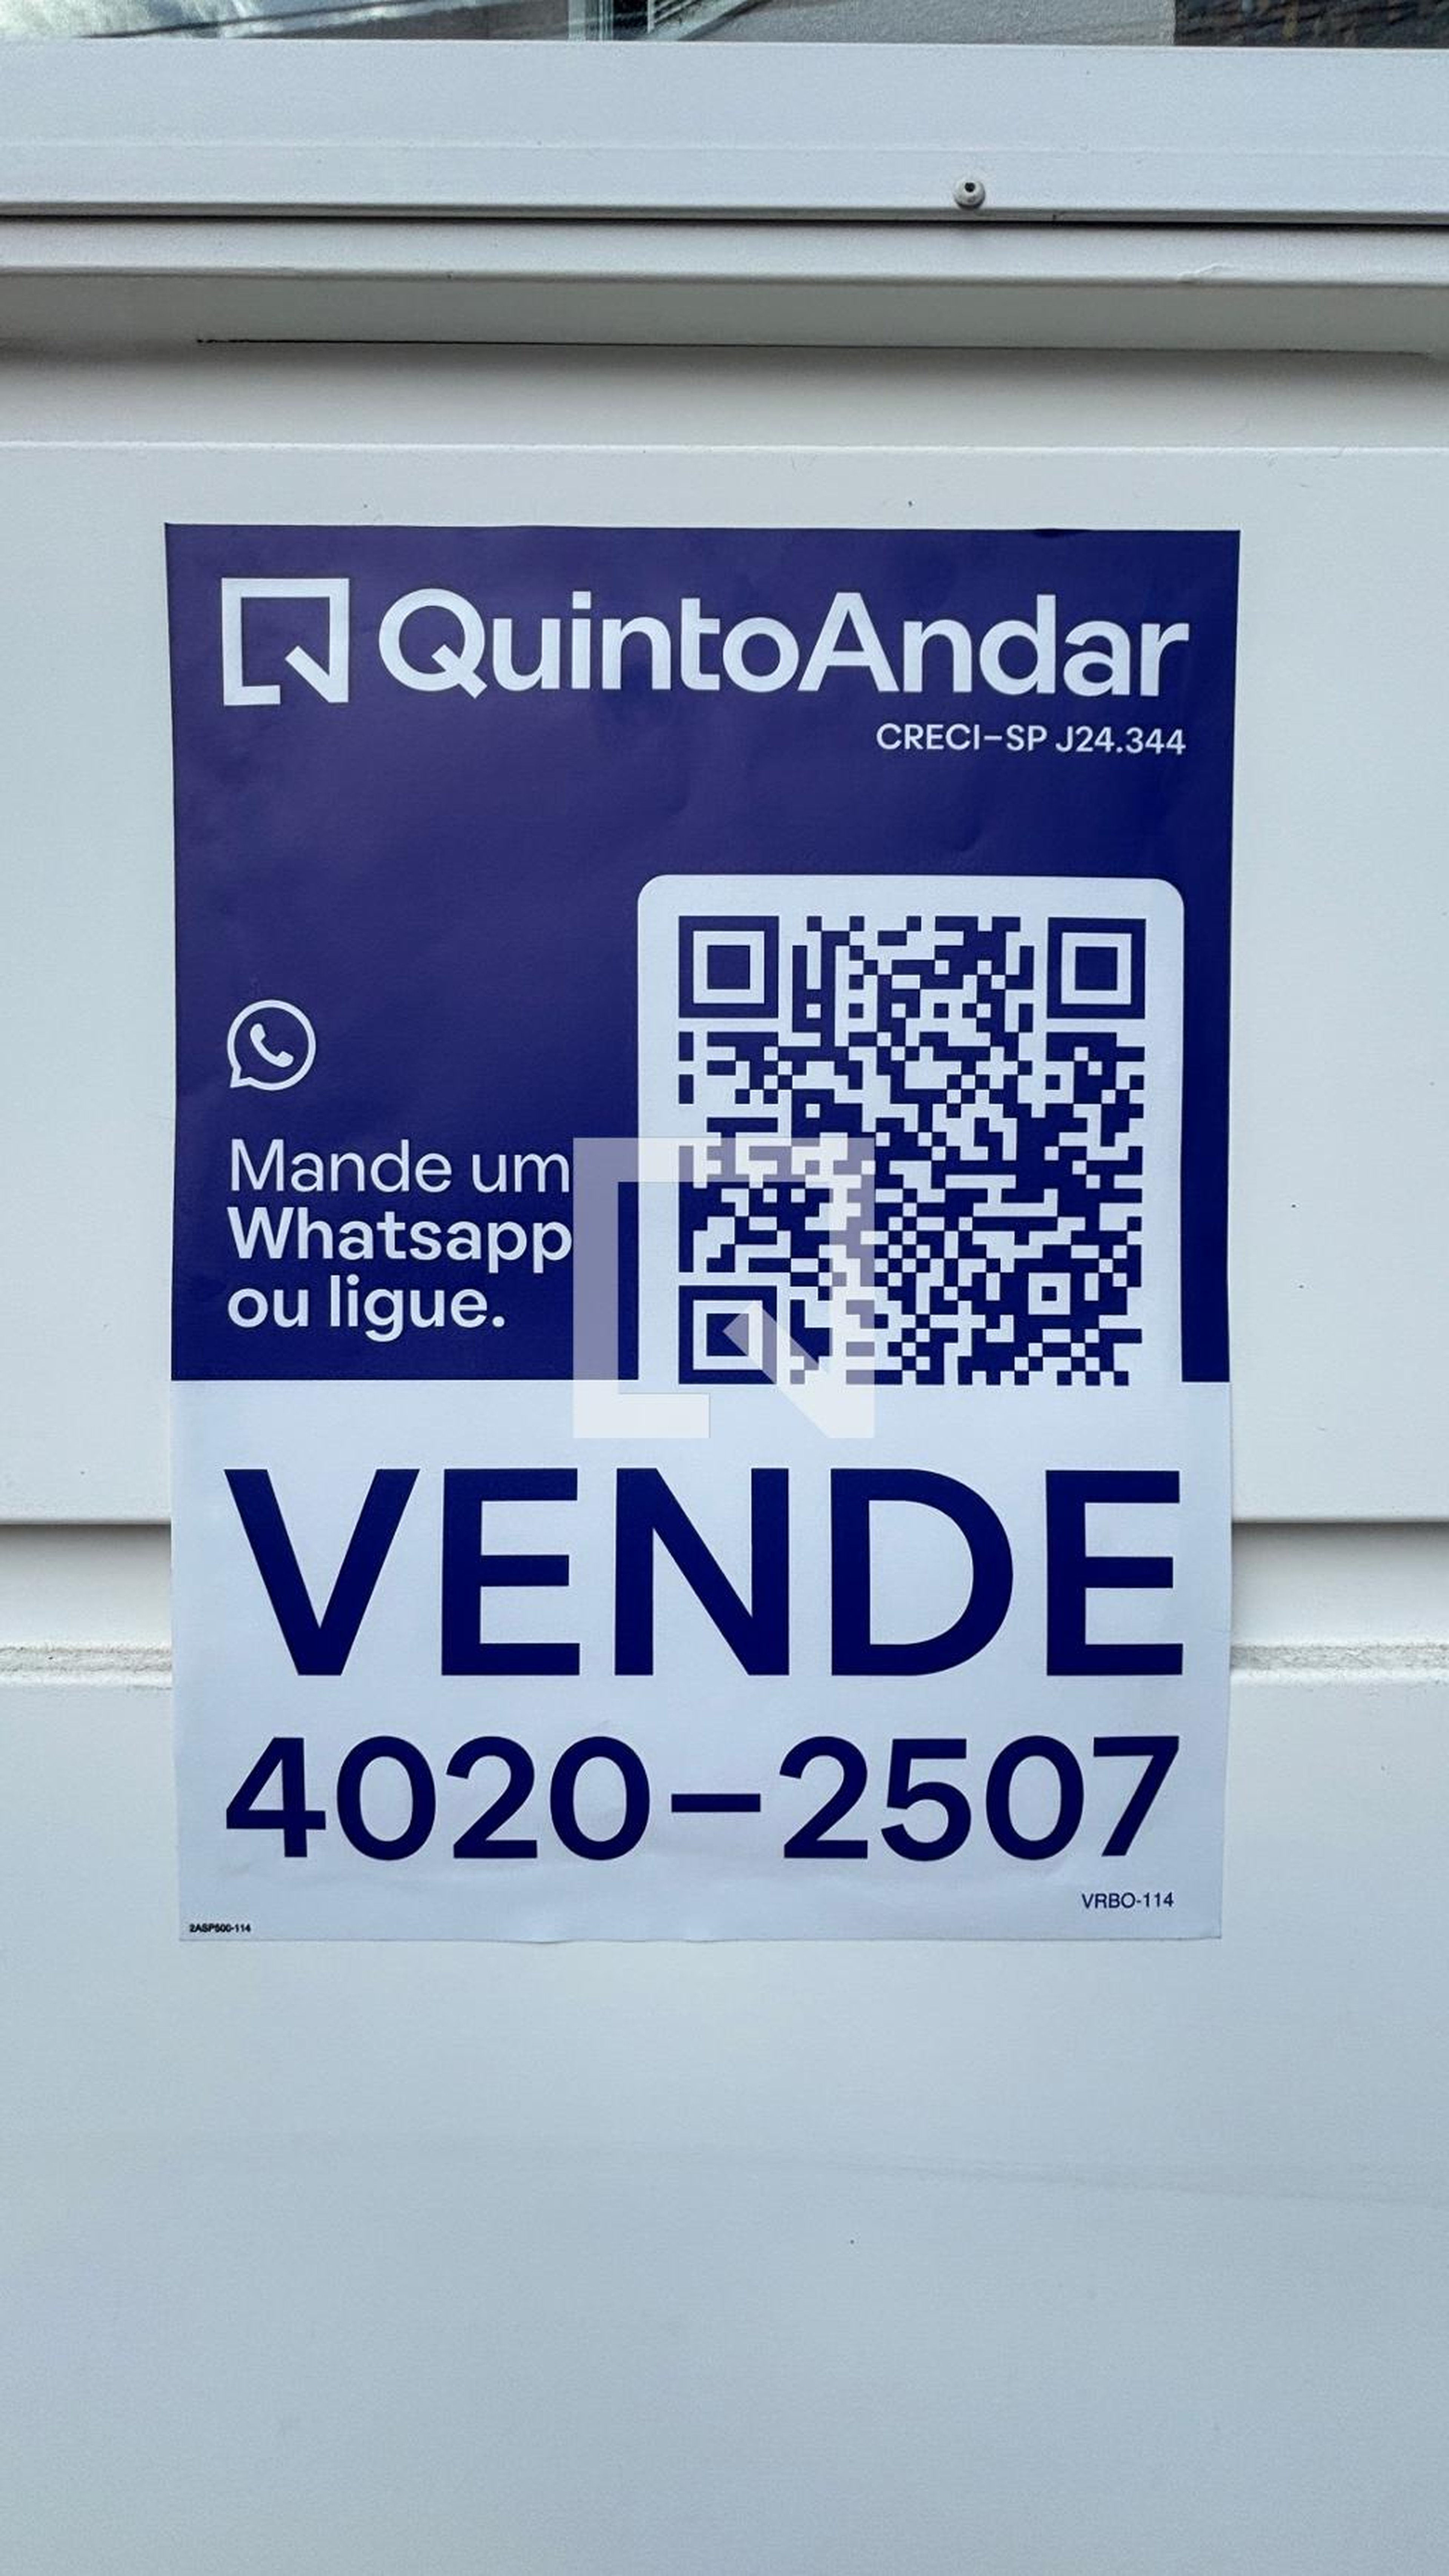 QuintoAndar
CRECI–SP J24.344
Mande um
Whatsapp
ou ligue.
VENDE
4020–2507
VRBO-114
2ASP500-114